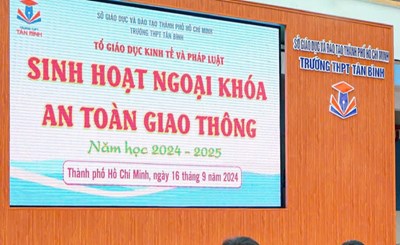 SỞ GIÁO DỤC VÀ ĐÀO TẠO THÀNH PHỐ HỒ CHÍ MINH
TRƯỜNG THPT TÂN BÌNH
TỔ GIÁO DỤC KINH TẾ VÀ PHÁP LUẬT
SINH HOẠT NGOẠI KHÓA
AN TOÀN GIAO THÔNG
Năm học 2024 - 2025
Thành phố Hồ Chí Minh, ngày 16 tháng 9 năm 2024
TÂN BÌNH
SỞ GIÁO DỤC VÀ ĐÀO TẠO THÀNH PHỐ HỒ CHÍ MINH
TRƯỜNG THPT TÂN BÌNH